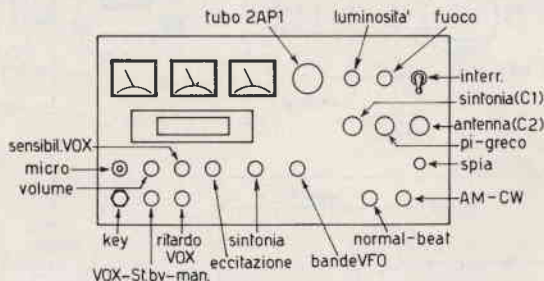 tubo 2AP1
luminosita'
fuoco
interr.
sintonia(C1)
antenna(C2)
pi-greco
spia
AM-CW
sensibil.VOX
micro
volume
key
VOX-St.by-man.
ritardo
VOX
eccitazione
sintonia
bandeVFO
normal-beat